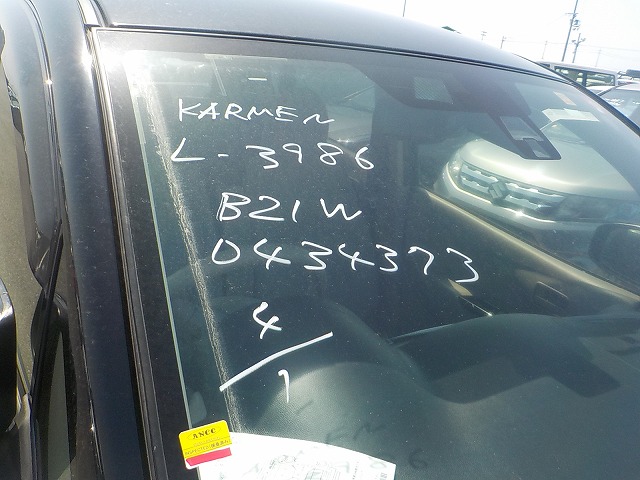 KARMEN
L-3986
B21W
0434373
4/1
ANCC